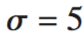 σ = 5